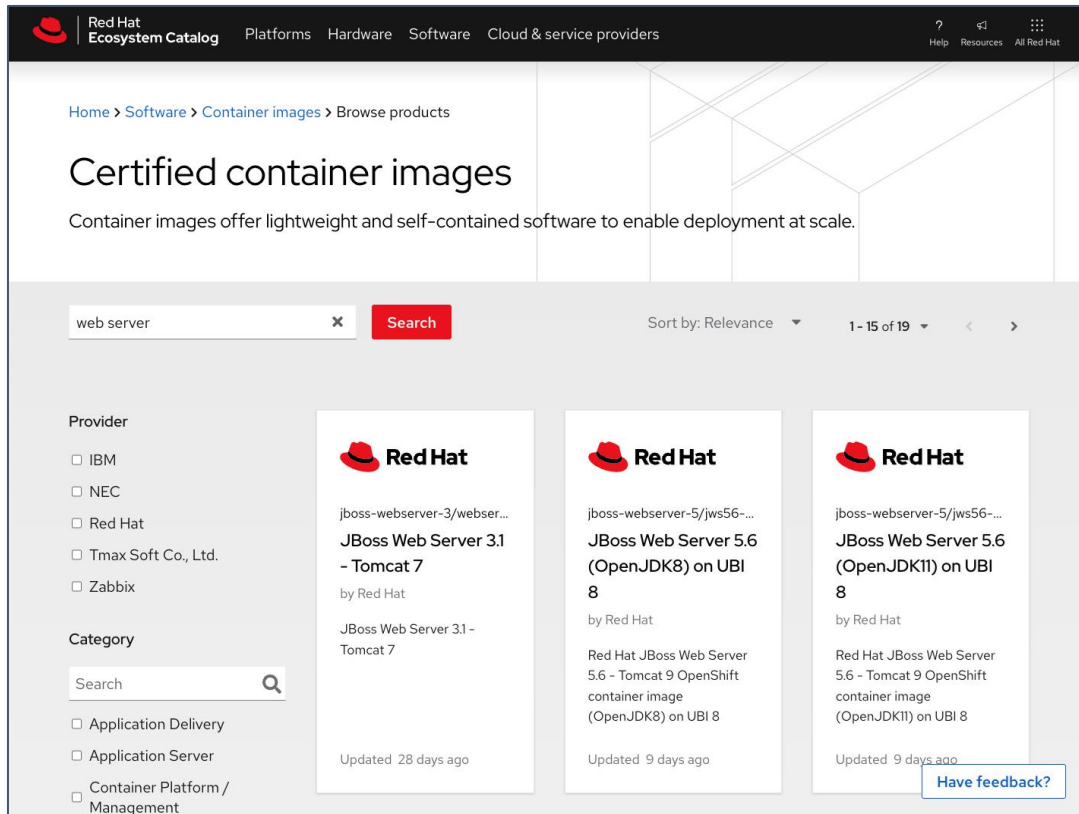 Red Hat
Ecosystem Catalog
Platforms Hardware Software Cloud & service providers
? Help Resources All Red Hat
Home > Software > Container images > Browse products
Certified container images
Container images offer lightweight and self-contained software to enable deployment at scale.
web server
Search
Sort by: Relevance
1 - 15 of 19
Provider
IBM
NEC
Red Hat
Tmax Soft Co., Ltd.
Zabbix
Category
Search
Application Delivery
Application Server
Container Platform /
Management
Red Hat
jboss-webserver-3/webser...
JBoss Web Server 3.1
- Tomcat 7
by Red Hat
JBoss Web Server 3.1 -
Tomcat 7
Updated 28 days ago
Red Hat
jboss-webserver-5/jws56-...
JBoss Web Server 5.6
(OpenJDK8) on UBI
8
by Red Hat
Red Hat JBoss Web Server
5.6 - Tomcat 9 OpenShift
container image
(OpenJDK8) on UBI 8
Updated 9 days ago
Red Hat
jboss-webserver-5/jws56-...
JBoss Web Server 5.6
(OpenJDK11) on UBI
8
by Red Hat
Red Hat JBoss Web Server
5.6 - Tomcat 9 OpenShift
container image
(OpenJDK11) on UBI 8
Updated 9 days ago
Have feedback?